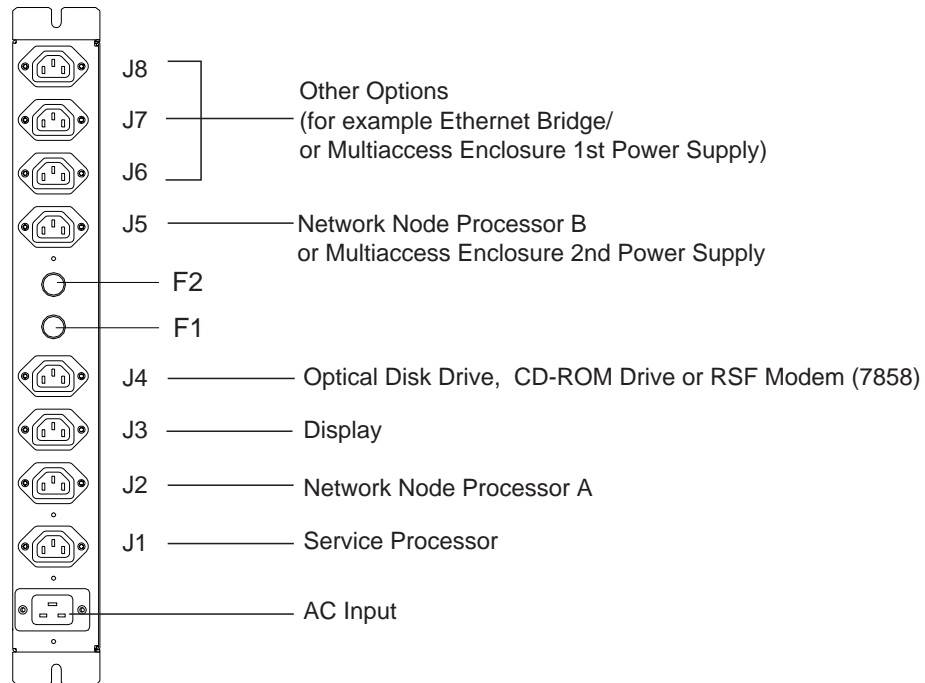 J8
J7
J6
Other Options
(for example Ethernet Bridge/
or Multiaccess Enclosure 1st Power Supply)
J5
Network Node Processor B
or Multiaccess Enclosure 2nd Power Supply
F2
F1
J4
Optical Disk Drive, CD-ROM Drive or RSF Modem (7858)
J3
Display
J2
Network Node Processor A
J1
Service Processor
AC Input